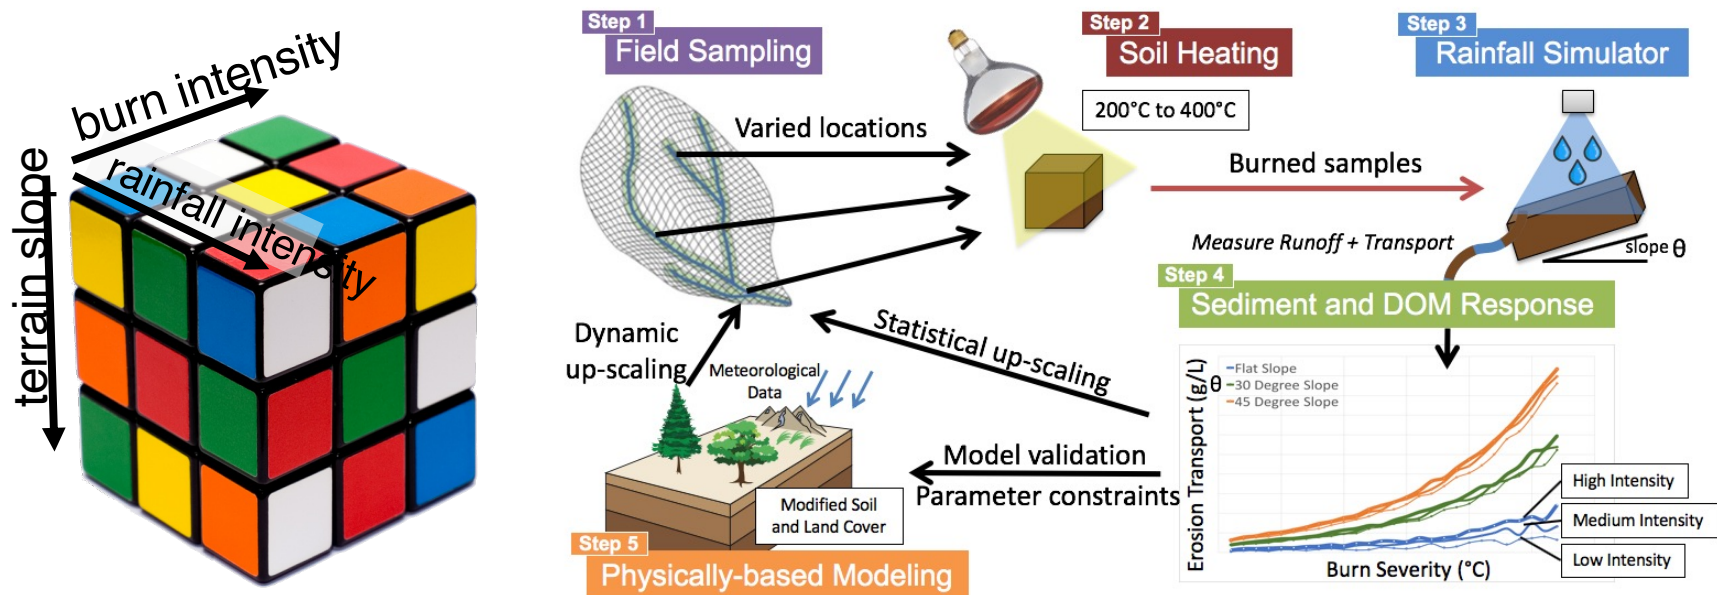 burn intensity
rainfall intensity
terrain slope
Step 1
Field Sampling
Varied locations
Step 2
Soil Heating
200°C to 400°C
Burned samples
Step 3
Rainfall Simulator
slope θ
Measure Runoff + Transport
Step 4
Sediment and DOM Response
Erosion Transport (g/L)
θ
Flat Slope
30 Degree Slope
45 Degree Slope
High Intensity
Medium Intensity
Low Intensity
Burn Severity (°C)
Statistical up-scaling
Model validation
Parameter constraints
Dynamic
up-scaling
Meteorological
Data
Modified Soil
and Land Cover
Step 5
Physically-based Modeling